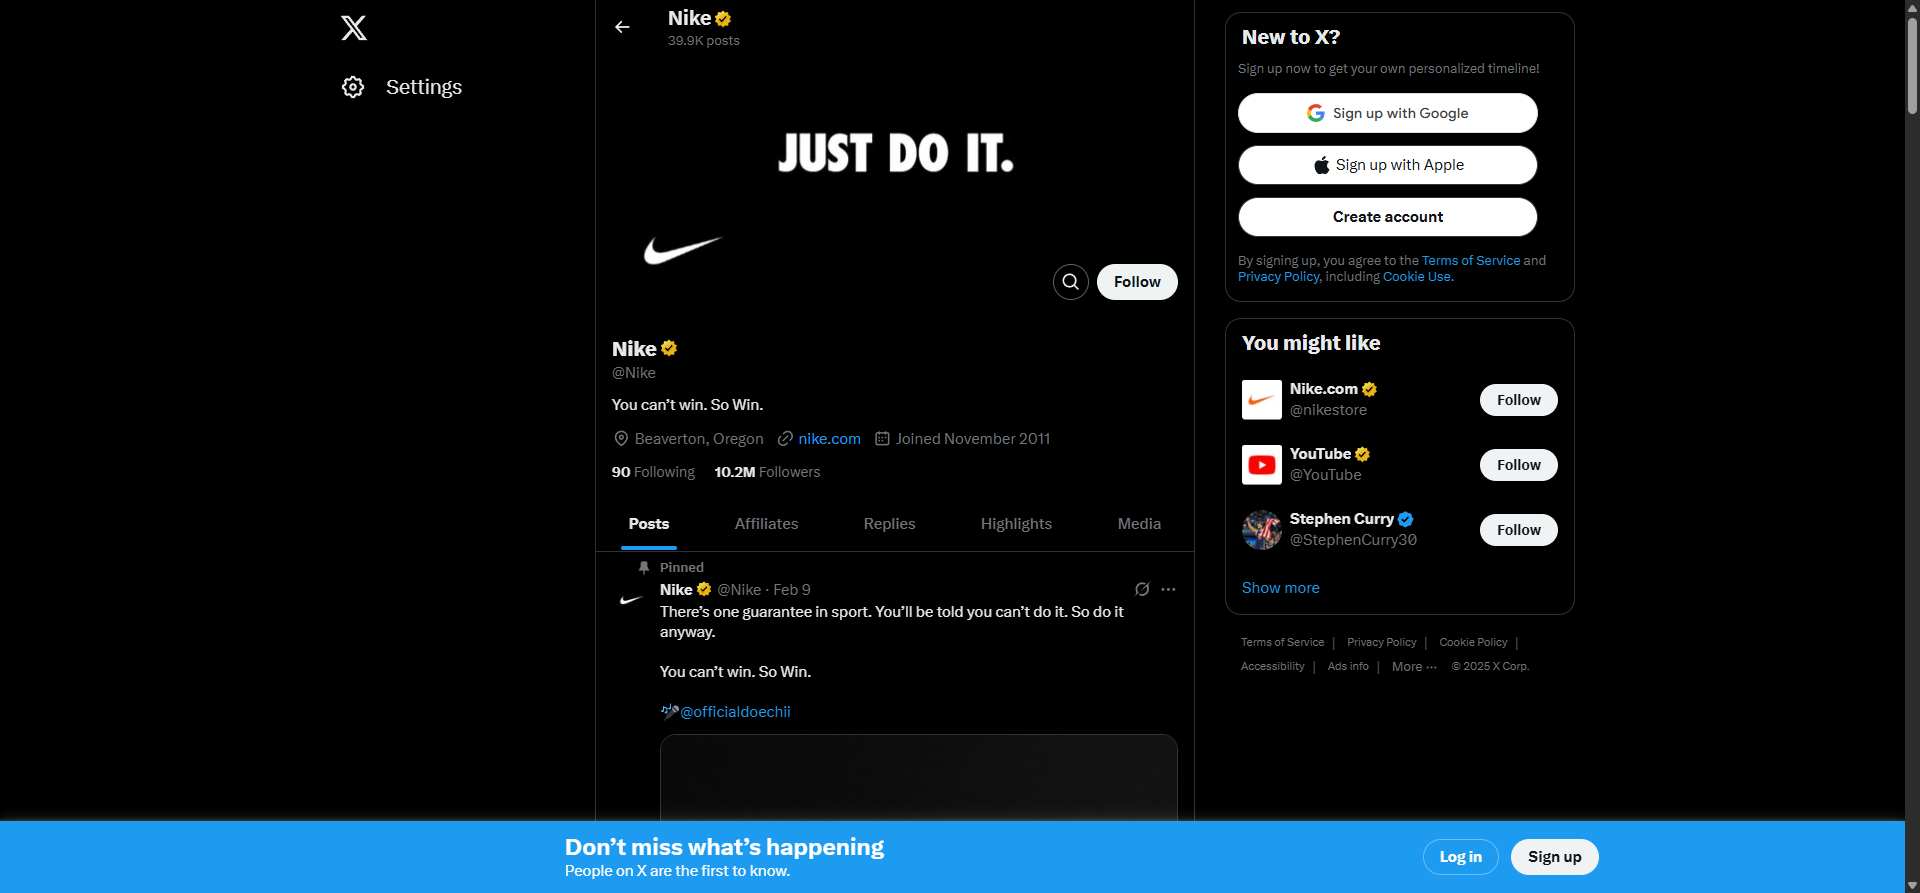 Settings
Nike
39.9K posts
JUST DO IT.
Follow
Nike
@Nike
You can’t win. So Win.
Beaverton, Oregon nike.com Joined November 2011
90 Following 10.2M Followers
Posts Affiliates Replies Highlights Media
Pinned
Nike @Nike · Feb 9
There’s one guarantee in sport. You’ll be told you can’t do it. So do it
anyway.
You can’t win. So Win.
@officialdoechii
New to X?
Sign up now to get your own personalized timeline!
Sign up with Google
Sign up with Apple
Create account
By signing up, you agree to the Terms of Service and
Privacy Policy, including Cookie Use.
You might like
Nike.com
@nikestore
Follow
YouTube
@YouTube
Follow
Stephen Curry
@StephenCurry30
Follow
Show more
Terms of Service | Privacy Policy | Cookie Policy |
Accessibility | Ads info | More ··· © 2025 X Corp.
Don’t miss what’s happening
People on X are the first to know.
Log in Sign up